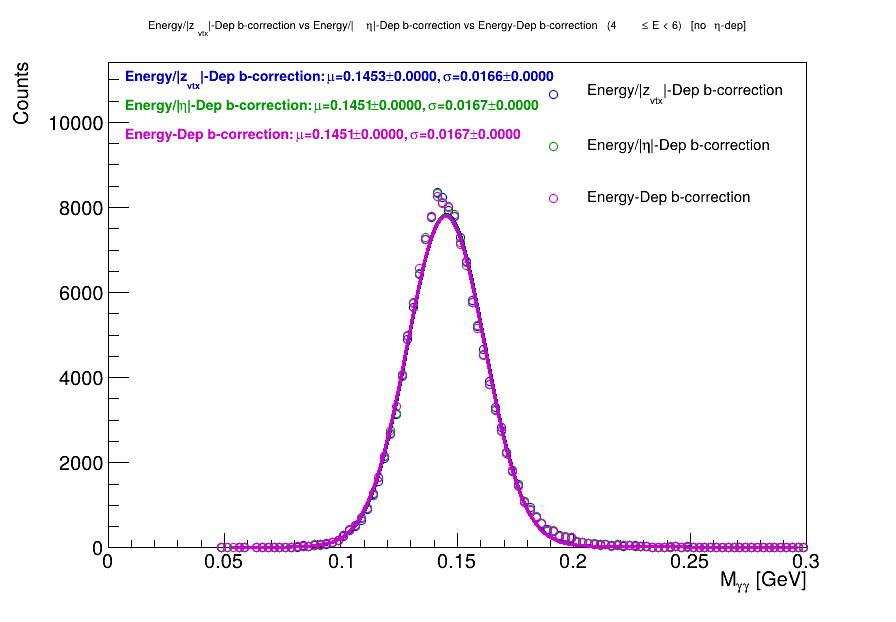 Energy/|z_vtx|-Dep b-correction vs Energy/|η|-Dep b-correction vs Energy-Dep b-correction (4 ≤ E < 6) [no η-dep]
Counts
Energy/|z_vtx|-Dep b-correction: μ=0.1453±0.0000, σ=0.0166±0.0000
Energy/|η|-Dep b-correction: μ=0.1451±0.0000, σ=0.0167±0.0000
Energy-Dep b-correction: μ=0.1451±0.0000, σ=0.0167±0.0000
Energy/|z_vtx|-Dep b-correction
Energy/|η|-Dep b-correction
Energy-Dep b-correction
10000
8000
6000
4000
2000
0
0 0.05 0.1 0.15 0.2 0.25 0.3
M_γγ [GeV]